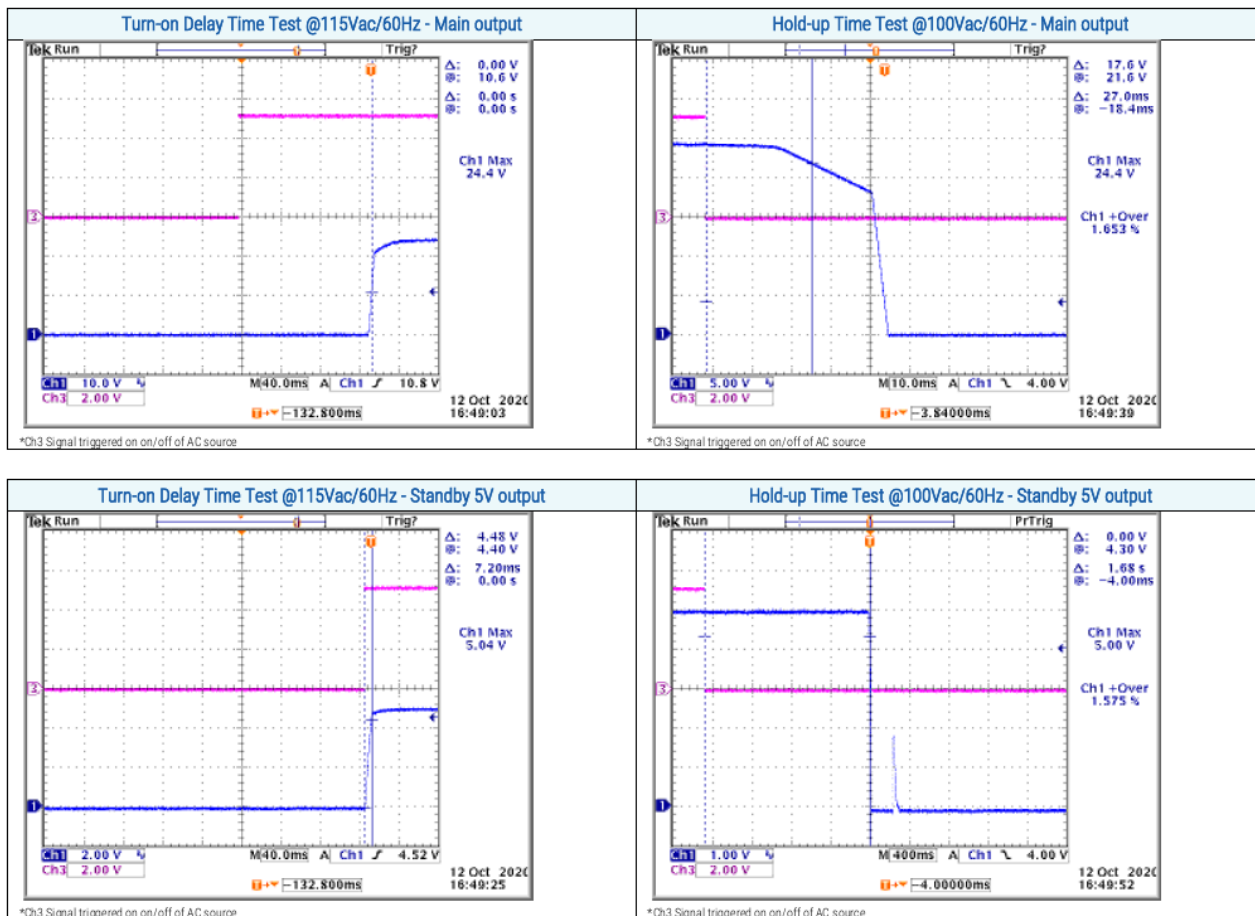 Turn-on Delay Time Test @115Vac/60Hz - Main output
Hold-up Time Test @100Vac/60Hz - Main output
Tek Run
Trig?
Δ: 0.00 V
@: 10.6 V
Δ: 0.00 s
@: 0.00 s
Ch1 Max
24.4 V
3
1
Ch1 10.0 V
M 40.0ms A Ch1 10.8 V
Ch3 2.00 V
12 Oct 2020
-132.800ms
16:49:03
*Ch3 Signal triggered on on/off of AC source
Tek Run
Trig?
Δ: 17.6 V
@: 21.6 V
Δ: 27.0ms
@: -18.4ms
Ch1 Max
24.4 V
Ch1 +Over
1.653 %
3
1
Ch1 5.00 V
M 10.0ms A Ch1 4.00 V
Ch3 2.00 V
12 Oct 2020
-3.84000ms
16:49:39
*Ch3 Signal triggered on on/off of AC source
Turn-on Delay Time Test @115Vac/60Hz - Standby 5V output
Hold-up Time Test @100Vac/60Hz - Standby 5V output
Tek Run
Trig?
Δ: 4.48 V
@: 4.40 V
Δ: 7.20ms
@: 0.00 s
Ch1 Max
5.04 V
3
1
Ch1 2.00 V
M 40.0ms A Ch1 4.52 V
Ch3 2.00 V
12 Oct 2020
-132.800ms
16:49:25
*Ch3 Signal triggered on on/off of AC source
Tek Run
PrTrig
Δ: 0.00 V
@: 4.30 V
Δ: 1.68 s
@: -4.00ms
Ch1 Max
5.00 V
Ch1 +Over
1.575 %
3
1
Ch1 1.00 V
M 400ms A Ch1 4.00 V
Ch3 2.00 V
12 Oct 2020
-4.00000ms
16:49:52
*Ch3 Signal triggered on on/off of AC source